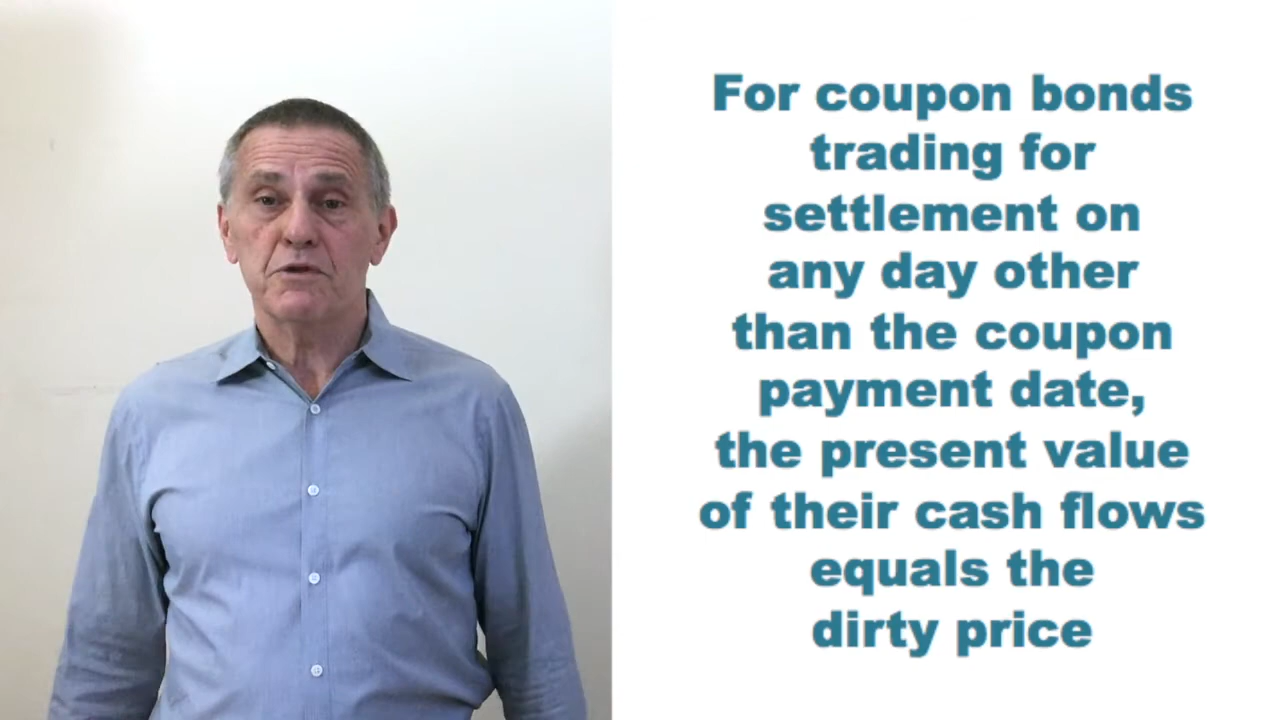 For coupon bonds
trading for
settlement on
any day other
than the coupon
payment date,
the present value
of their cash flows
equals the
dirty price